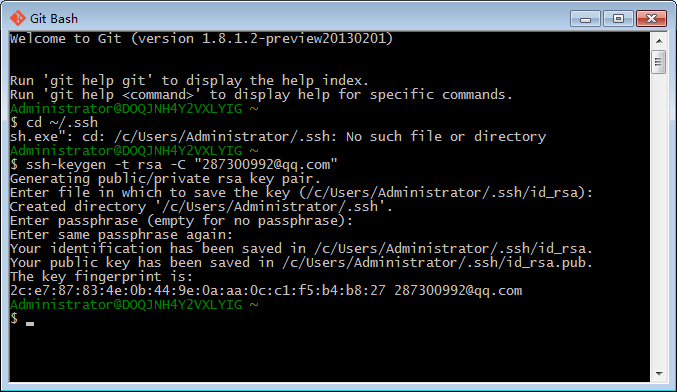 Git Bash
Welcome to Git (version 1.8.1.2-preview20130201)
Run 'git help git' to display the help index.
Run 'git help <command>' to display help for specific commands.
Administrator@DOQJNH4Y2VXLYIG ~
$ cd ~/.ssh
sh.exe": cd: /c/Users/Administrator/.ssh: No such file or directory
Administrator@DOQJNH4Y2VXLYIG ~
$ ssh-keygen -t rsa -C "287300992@qq.com"
Generating public/private rsa key pair.
Enter file in which to save the key (/c/Users/Administrator/.ssh/id_rsa):
Created directory '/c/Users/Administrator/.ssh'.
Enter passphrase (empty for no passphrase):
Enter same passphrase again:
Your identification has been saved in /c/Users/Administrator/.ssh/id_rsa.
Your public key has been saved in /c/Users/Administrator/.ssh/id_rsa.pub.
The key fingerprint is:
2c:e7:87:83:4e:0b:44:9e:0a:aa:0c:c1:f5:b4:b8:27 287300992@qq.com
Administrator@DOQJNH4Y2VXLYIG ~
$